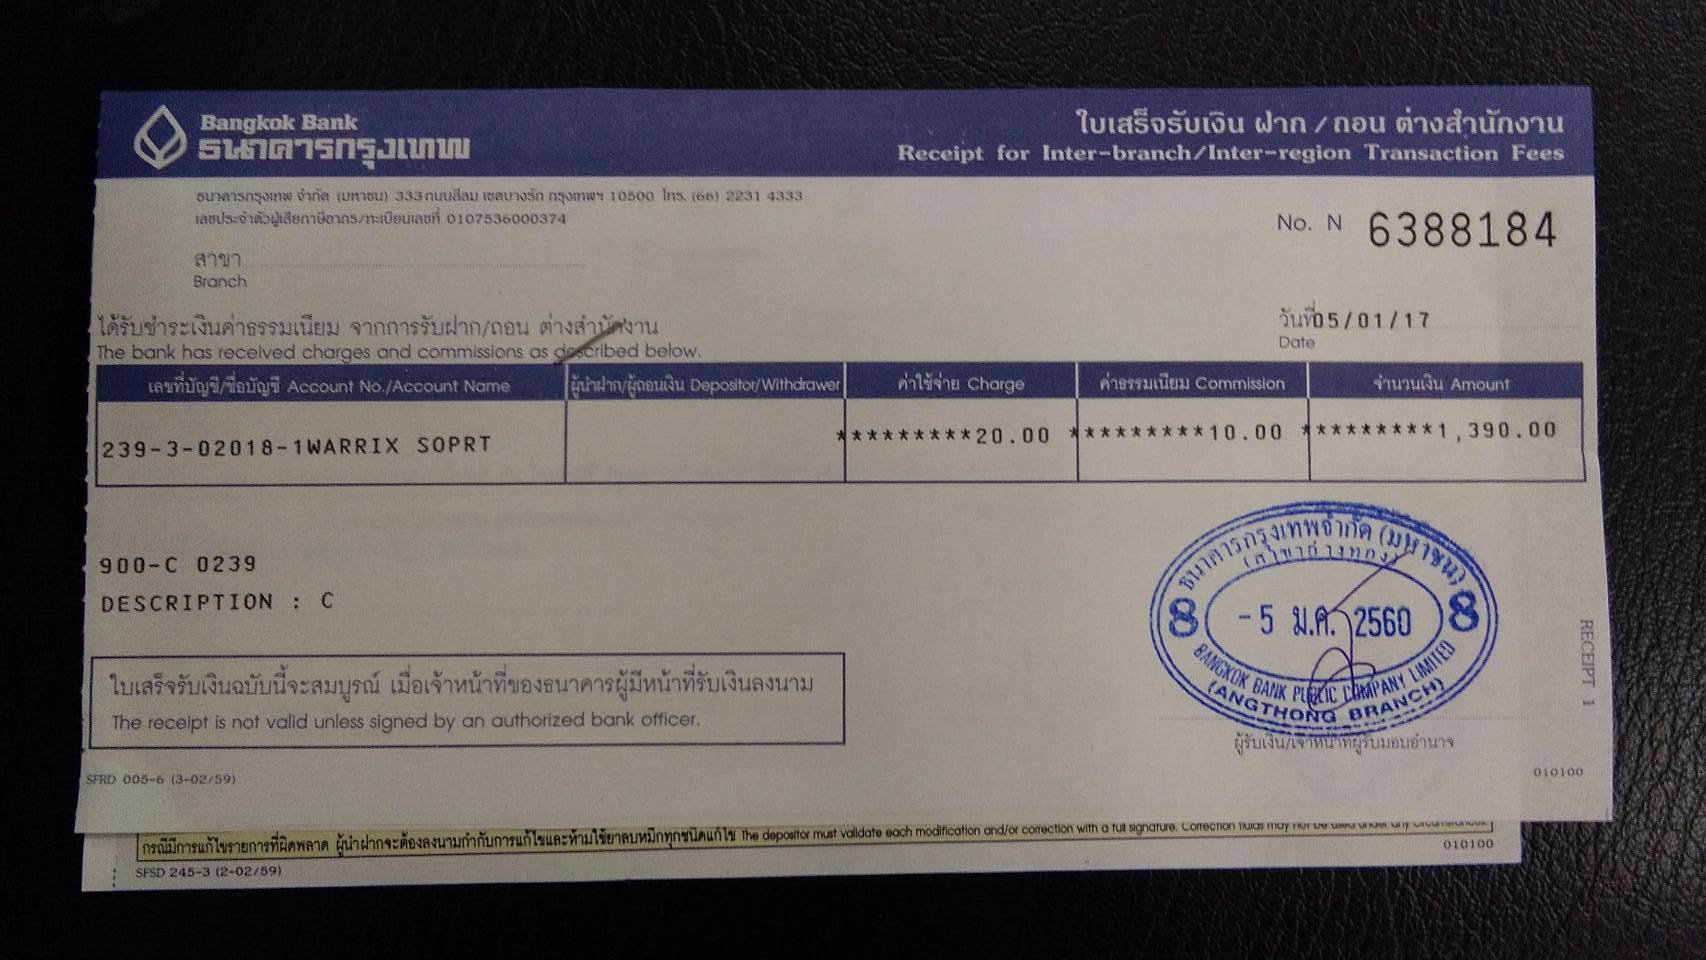 Bangkok Bank
ธนาคารกรุงเทพ
ใบเสร็จรับเงิน ฝาก / ถอน ต่างสำนักงาน
Receipt for Inter-branch/Inter-region Transaction Fees
ธนาคารกรุงเทพ จำกัด (มหาชน) 333 ถนนสีลม เขตบางรัก กรุงเทพฯ 10500 โทร. (66) 2231 4333
เลขประจำตัวผู้เสียภาษีอากร/ทะเบียนเลขที่ 0107536000374
No. N 6388184
สาขา
Branch
ได้รับชำระเงินค่าธรรมเนียม จากการรับฝาก/ถอน ต่างสำนักงาน
The bank has received charges and commissions as described below.
วันที่05/01/17
Date
เลขที่บัญชี/ชื่อบัญชี Account No./Account Name ผู้นำฝาก/ผู้ถอนเงิน Depositor/Withdrawer ค่าใช้จ่าย Charge ค่าธรรมเนียม Commission จำนวนเงิน Amount
239-3-02018-1WARRIX SOPRT *********20.00 *********10.00 *********1,390.00
900-C 0239
DESCRIPTION : C
ธนาคารกรุงเทพจำกัด (มหาชน)
(สาขาอ่างทอง)
8 -5 ม.ค. 2560 8
BANGKOK BANK PUBLIC COMPANY LIMITED
(ANGTHONG BRANCH)
ใบเสร็จรับเงินฉบับนี้จะสมบูรณ์ เมื่อเจ้าหน้าที่ของธนาคารผู้มีหน้าที่รับเงินลงนาม
The receipt is not valid unless signed by an authorized bank officer.
ผู้รับเงิน/เจ้าหน้าที่ผู้รับมอบอำนาจ
RECEIPT 1
SFRD 005-6 (3-02/59)
010100
กรณีมีการแก้ไขรายการที่ผิดพลาด ผู้นำฝากจะต้องลงนามกำกับการแก้ไขและห้ามใช้ยาลบหมึกทุกชนิดแก้ไข The depositor must validate each modification and/or correction with a full signature. Correction fluids may not be used under any circumstances.
010100
SFSD 245-3 (2-02/59)